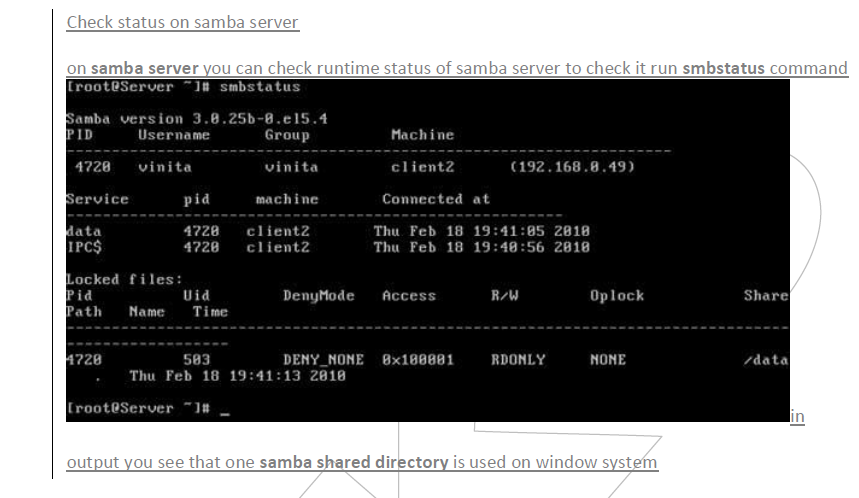 Check status on samba server
on samba server you can check runtime status of samba server to check it run smbstatus command
[root@Server ~]# smbstatus
Samba version 3.0.25b-0.el5.4
PID Username Group Machine
-------------------------------------------------------------------
4720 vinita vinita client2 (192.168.0.49)
Service pid machine Connected at
-------------------------------------------------------
data 4720 client2 Thu Feb 18 19:41:05 2010
IPC$ 4720 client2 Thu Feb 18 19:40:56 2010
Locked files:
Pid Uid DenyMode Access R/W Oplock Share
Path Name Time
--------------------------------------------------------------------------------
------------------
4720 503 DENY_NONE 0x100001 RDONLY NONE /data
. Thu Feb 18 19:41:13 2010
[root@Server ~]# _
in
output you see that one samba shared directory is used on window system